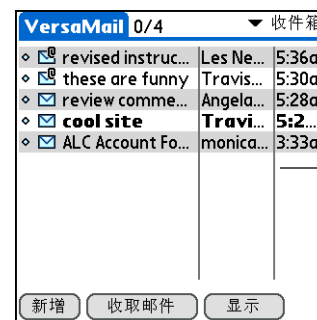 VersaMail 0/4 ▼ 收件箱
revised instruc... Les Ne... 5:36a
these are funny Travis... 5:30a
review comme... Angela... 5:28a
cool site Travi... 5:2...
ALC Account Fo... monica... 3:33a
新增 收取邮件 显示